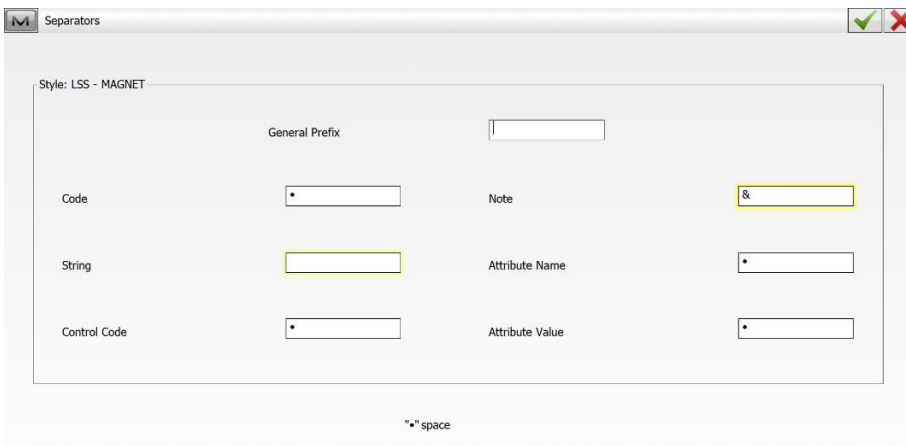 Separators
Style: LSS - MAGNET
General Prefix
Code • Note &
String Attribute Name •
Control Code • Attribute Value •
"•" space